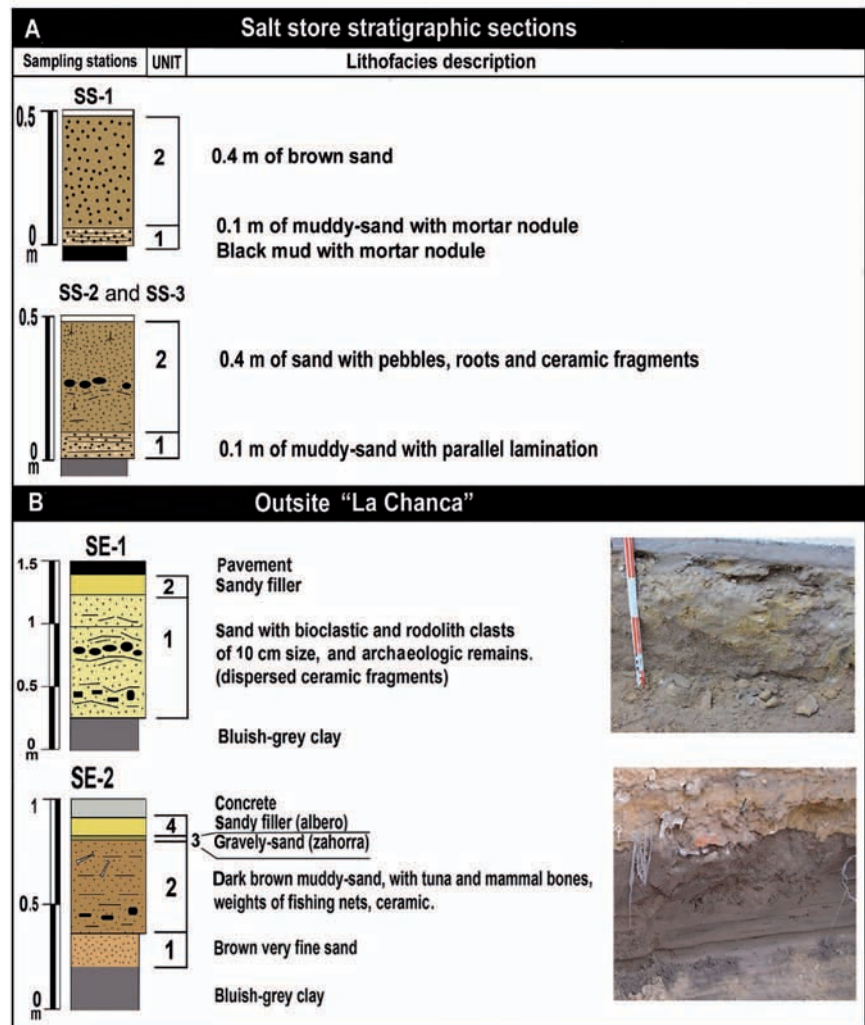 A Salt store stratigraphic sections
Sampling stations UNIT Lithofacies description
SS-1
0.5
2 0.4 m of brown sand
0.1 m of muddy-sand with mortar nodule
0 1 Black mud with mortar nodule
m
SS-2 and SS-3
0.5
2 0.4 m of sand with pebbles, roots and ceramic fragments
0 1 0.1 m of muddy-sand with parallel lamination
m
B Outsite “La Chanca”
SE-1
1.5 Pavement
2 Sandy filler
1
1 Sand with bioclastic and rodolith clasts
of 10 cm size, and archaeologic remains.
0.5 (dispersed ceramic fragments)
0 Bluish-grey clay
m
SE-2
1 Concrete
4 Sandy filler (albero)
3 Gravely-sand (zahorra)
2 Dark brown muddy-sand, with tuna and mammal bones,
0.5 weights of fishing nets, ceramic.
1 Brown very fine sand
0 Bluish-grey clay
m